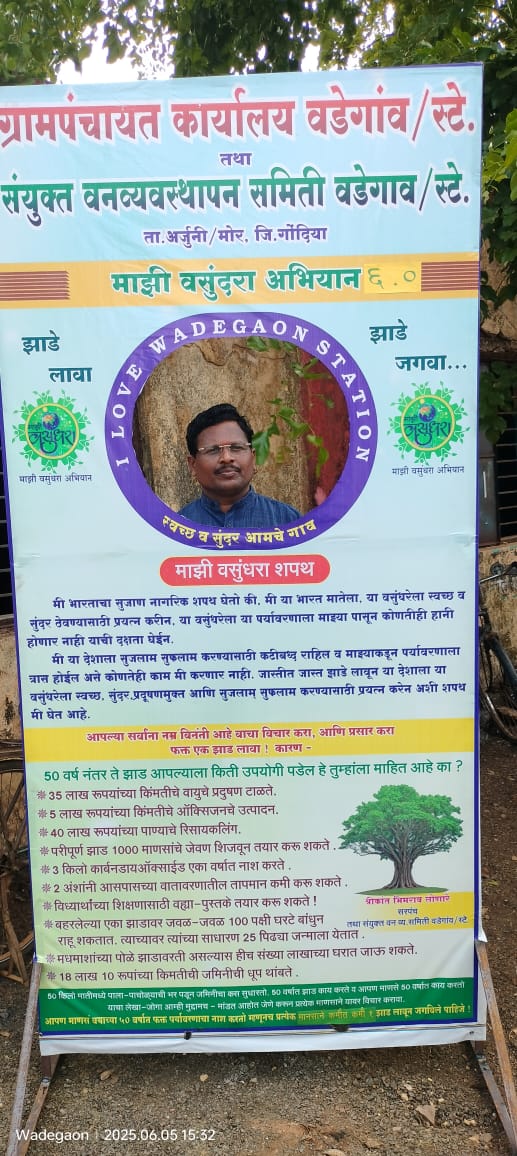 ग्रामपंचायत कार्यालय वडेगांव/स्टे.
तथा
संयुक्त वनव्यवस्थापन समिती वडेगाव/स्टे.
ता.अर्जुनी/मोर, जि.गोंदिया
माझी वसुंदरा अभियान ६.०
झाडे
लावा
झाडे
जगवा...
I LOVE WADEGAON STATION
स्वच्छ व सुंदर आमचे गाव
माझी
वसुंधरा
माझी वसुंधरा अभियान
माझी
वसुंधरा
माझी वसुंधरा अभियान
माझी वसुंधरा शपथ
मी भारताचा सुजाण नागरिक शपथ घेतो की, मी या भारत मातेला, या वसुंधरेला स्वच्छ व
सुंदर ठेवण्यासाठी प्रयत्न करीन, या वसुंधरेला या पर्यावरणाला माझ्या पासून कोणतीही हानी
होणार नाही याची दक्षता घेईन.
मी या देशाला सुजलाम सुफलाम करण्यासाठी कटीबध्द राहिल व माझ्याकडून पर्यावरणाला
त्रास होईल असे कोणतेही काम मी करणार नाही. जास्तीत जास्त झाडे लावून या देशाला या
वसुंधरेला स्वच्छ, सुंदर,प्रदूषणमुक्त आणि सुजलाम् सुफलाम करण्यासाठी प्रयत्न करेन अशी शपथ
मी घेत आहे.
आपल्या सर्वांना नम्र विनंती आहे वाचा विचार करा, आणि प्रसार करा
फक्त एक झाड लावा ! कारण -
50 वर्ष नंतर ते झाड आपल्याला किती उपयोगी पडेल हे तुम्हांला माहित आहे का ?
35 लाख रूपयांच्या किंमतीचे वायुचे प्रदुषण टाळते.
5 लाख रूपयांच्या किंमतीचे ऑक्सिजनचे उत्पादन.
40 लाख रूपयांच्या पाण्याचे रिसायकलिंग.
परीपूर्ण झाड 1000 माणसांचे जेवण शिजवून तयार करू शकते.
3 किलो कार्बनडायऑक्साईड एका वर्षात नाश करते.
2 अंशांनी आसपासच्या वातावरणातील तापमान कमी करू शकते.
विध्यार्थ्यांच्या शिक्षणासाठी वह्या-पुस्तके तयार करू शकते !
बहरलेल्या एका झाडावर जवळ-जवळ 100 पक्षी घरटे बांधुन
राहू शकतात. त्याच्यावर त्यांच्या साधारण 25 पिढचा जन्माला येतात.
मधमाशांच्या पोळे झाडावरती असल्यास हीच संख्या लाखाच्या घरात जाऊ शकते.
18 लाख 10 रूपांच्या किमतीची जमिनीची धूप थांबते.
श्रीकांत भिमराव लोणारे
सरपंच
तथा संयुक्त वन व्य.समिती वडेगांव/स्टे.
50 किलो मातीमध्ये पाला-पाचोळ्याची भर पडून जमिनीचा कस सुधारतो. 50 वर्षात झाड काय करते व आपण माणसे 50 वर्षात काय करतो
याचा लेखा-जोगा आम्ही मुद्दामच - मांडत आहोत जेणे करून प्रत्येक माणसाने यावर विचार करावा.
आपण माणसं वयाच्या ५० वर्षात फक्त पर्यावरणाचा नाश करतो म्हणूनच प्रत्येक मानसाने कमीत कमी १ झाड लावून जगविले पाहिजे !
Wadegaon | 2025.06.05 15:32